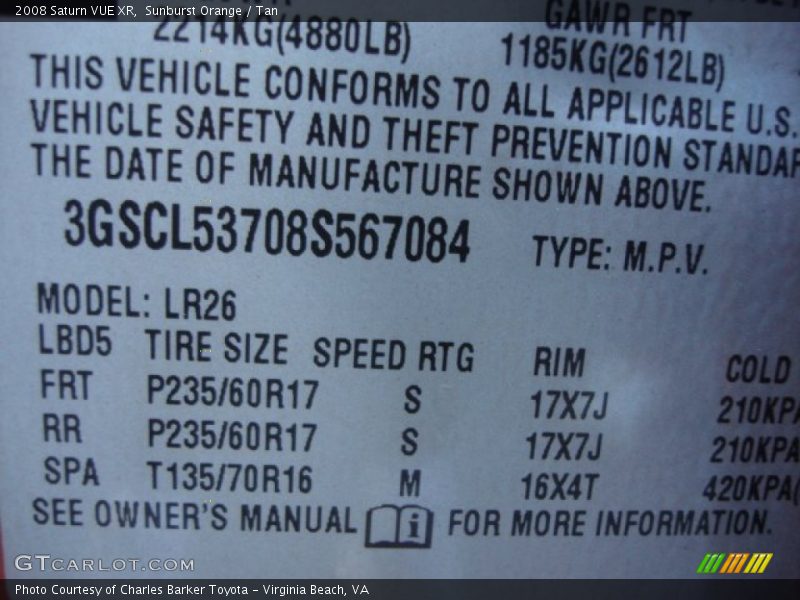 2008 Saturn VUE XR, Sunburst Orange / Tan
GAWR FRT
2214KG(4880LB) 1185KG(2612LB)
THIS VEHICLE CONFORMS TO ALL APPLICABLE U.S.
VEHICLE SAFETY AND THEFT PREVENTION STANDAR
THE DATE OF MANUFACTURE SHOWN ABOVE.
3GSCL53708S567084 TYPE: M.P.V.
MODEL: LR26
LBD5 TIRE SIZE SPEED RTG RIM COLD
FRT P235/60R17 S 17X7J 210KPA
RR P235/60R17 S 17X7J 210KPA
SPA T135/70R16 M 16X4T 420KPA(
SEE OWNER'S MANUAL i FOR MORE INFORMATION.
GTCARLOT.COM
Photo Courtesy of Charles Barker Toyota - Virginia Beach, VA